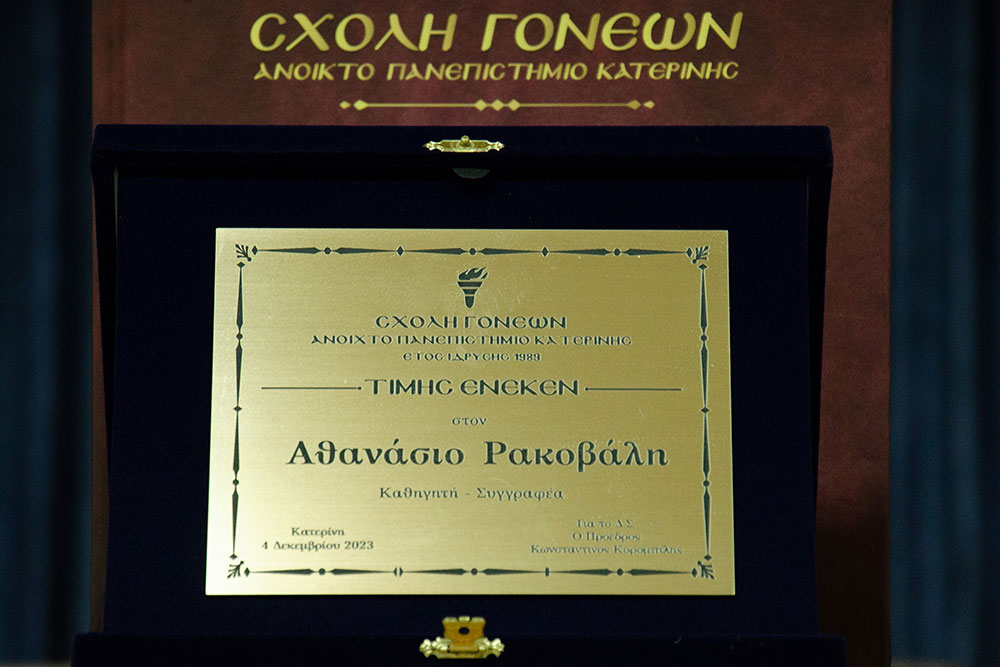 ΣΧΟΛΗ ΓΟΝΕΩΝ
ΑΝΟΙΚΤΟ ΠΑΝΕΠΙΣΤΗΜΙΟ ΚΑΤΕΡΙΝΗΣ
ΣΧΟΛΗ ΓΟΝΕΩΝ
ΑΝΟΙΧΤΟ ΠΑΝΕΠΙΣΤΗΜΙΟ ΚΑΤΕΡΙΝΗΣ
ΕΤΟΣ ΙΔΡΥΣΗΣ 1989
ΤΙΜΗΣ ΕΝΕΚΕΝ
στον
Αθανάσιο Ρακοβάλη
Καθηγητή - Συγγραφέα
Κατερίνη
4 Δεκεμβρίου 2023
Για το Δ.Σ.
Ο Πρόεδρος
Κωνσταντίνος Κορομπίλης